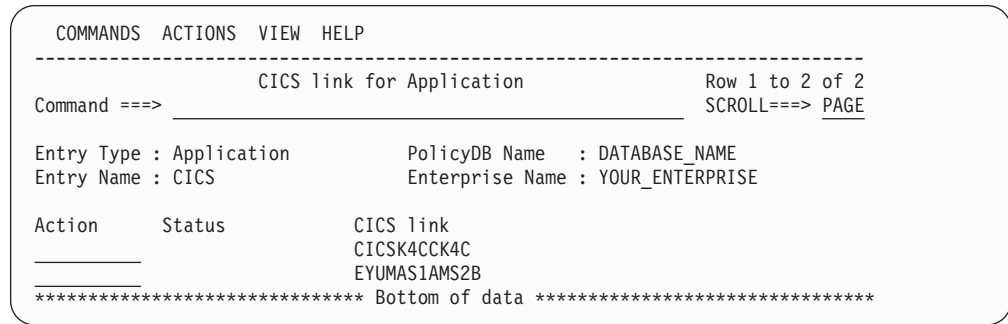 COMMANDS ACTIONS VIEW HELP
------------------------------------------------------------------------------
CICS link for Application Row 1 to 2 of 2
Command ===> SCROLL===> PAGE
Entry Type : Application PolicyDB Name : DATABASE_NAME
Entry Name : CICS Enterprise Name : YOUR_ENTERPRISE
Action Status CICS link
CICSK4CCK4C
EYUMAS1AMS2B
******************************* Bottom of data ********************************